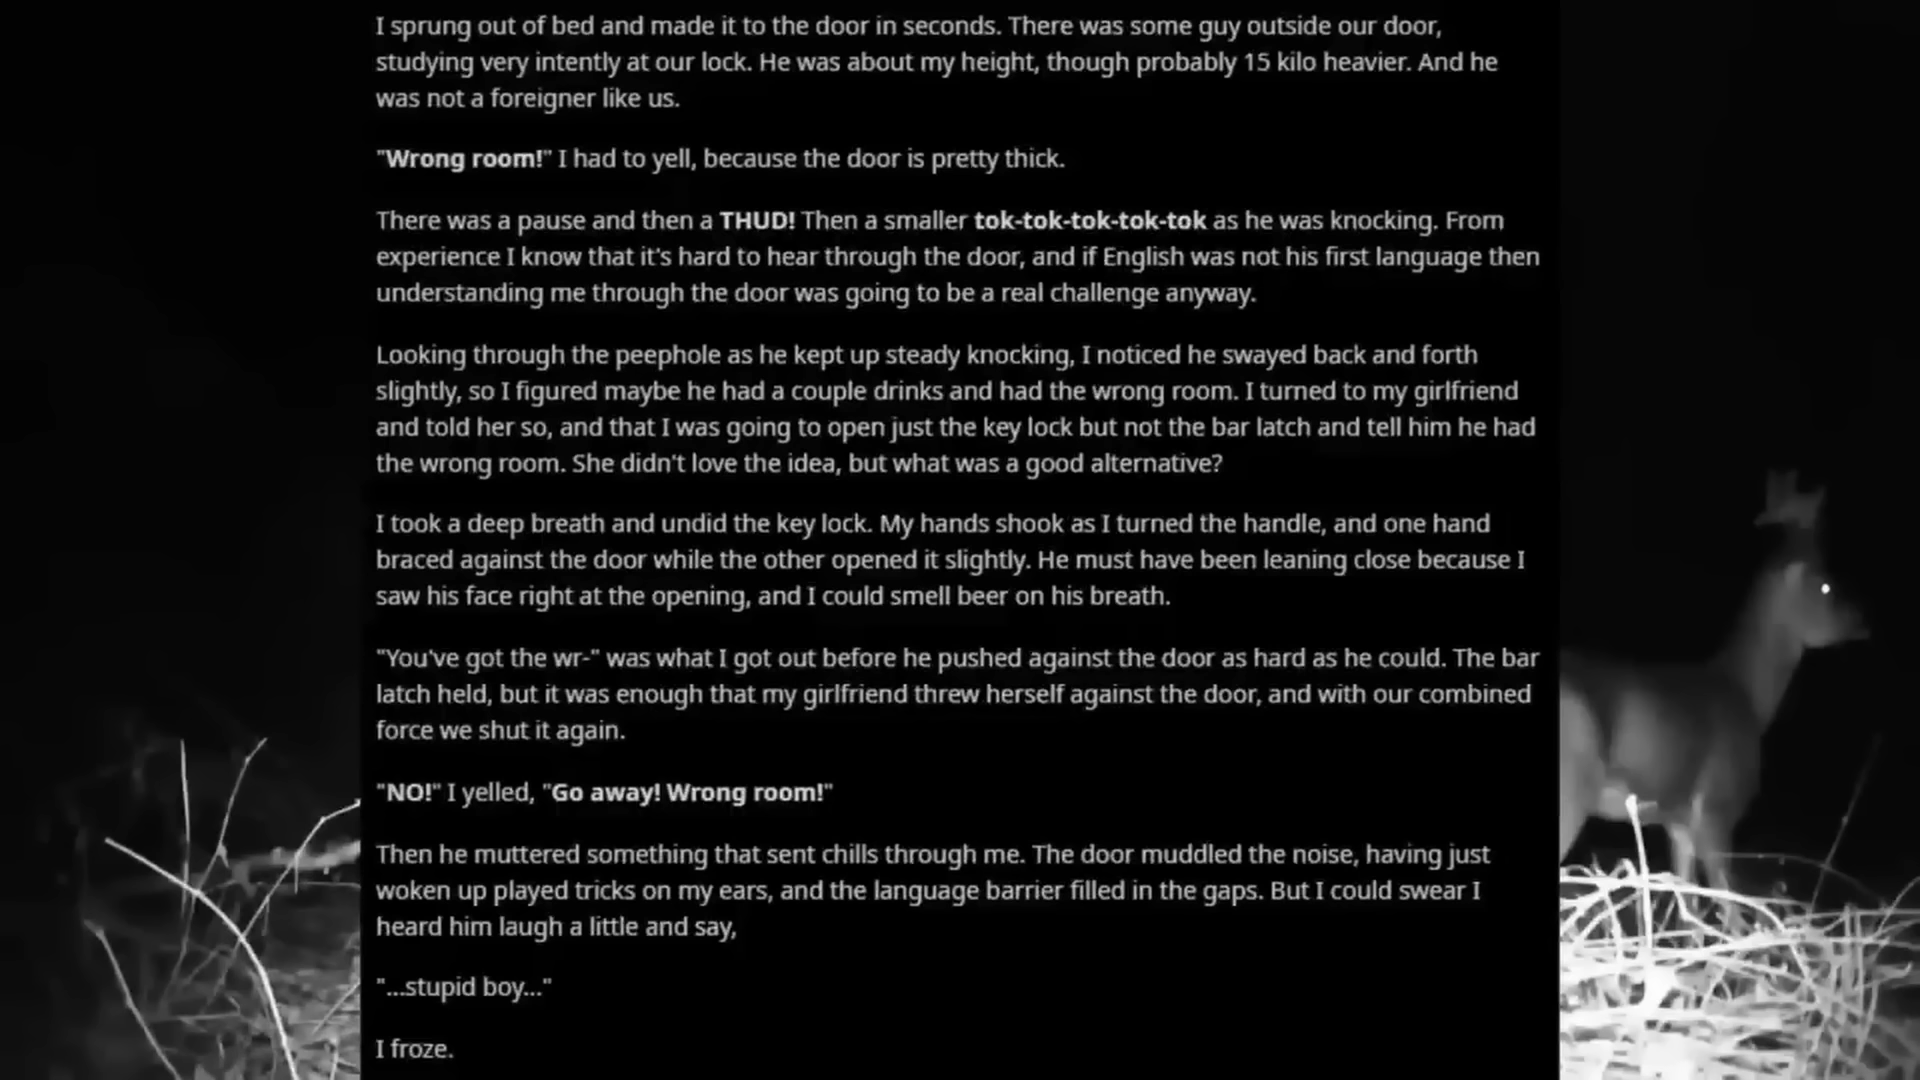 I sprung out of bed and made it to the door in seconds. There was some guy outside our door,
studying very intently at our lock. He was about my height, though probably 15 kilo heavier. And he
was not a foreigner like us.
"Wrong room!" I had to yell, because the door is pretty thick.
There was a pause and then a THUD! Then a smaller tok-tok-tok-tok-tok as he was knocking. From
experience I know that it's hard to hear through the door, and if English was not his first language then
understanding me through the door was going to be a real challenge anyway.
Looking through the peephole as he kept up steady knocking, I noticed he swayed back and forth
slightly, so I figured maybe he had a couple drinks and had the wrong room. I turned to my girlfriend
and told her so, and that I was going to open just the key lock but not the bar latch and tell him he had
the wrong room. She didn't love the idea, but what was a good alternative?
I took a deep breath and undid the key lock. My hands shook as I turned the handle, and one hand
braced against the door while the other opened it slightly. He must have been leaning close because I
saw his face right at the opening, and I could smell beer on his breath.
"You've got the wr-" was what I got out before he pushed against the door as hard as he could. The bar
latch held, but it was enough that my girlfriend threw herself against the door, and with our combined
force we shut it again.
"NO!" I yelled, "Go away! Wrong room!"
Then he muttered something that sent chills through me. The door muddled the noise, having just
woken up played tricks on my ears, and the language barrier filled in the gaps. But I could swear I
heard him laugh a little and say,
"...stupid boy..."
I froze.